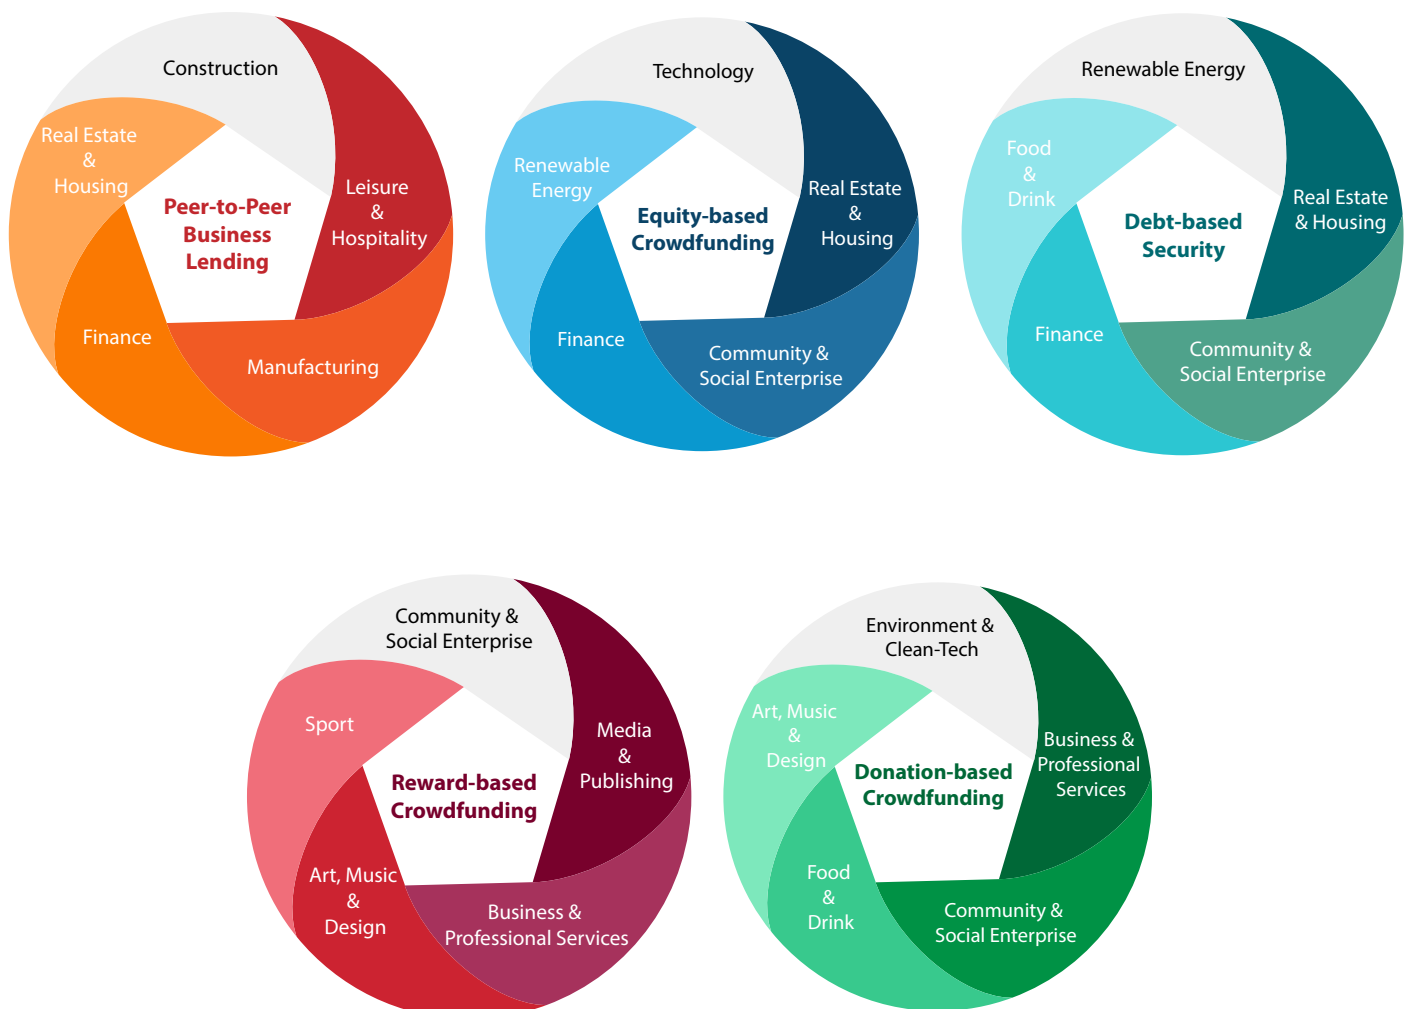 Construction
Real Estate
&
Housing
Leisure
&
Hospitality
Peer-to-Peer
Business
Lending
Finance
Manufacturing
Technology
Renewable
Energy
Real Estate
&
Housing
Equity-based
Crowdfunding
Finance
Community &
Social Enterprise
Renewable Energy
Food
&
Drink
Real Estate
& Housing
Debt-based
Security
Finance
Community &
Social Enterprise
Community &
Social Enterprise
Sport
Media
&
Publishing
Reward-based
Crowdfunding
Art, Music
&
Design
Business &
Professional Services
Environment &
Clean-Tech
Art, Music
&
Design
Business &
Professional
Services
Donation-based
Crowdfunding
Food
&
Drink
Community &
Social Enterprise